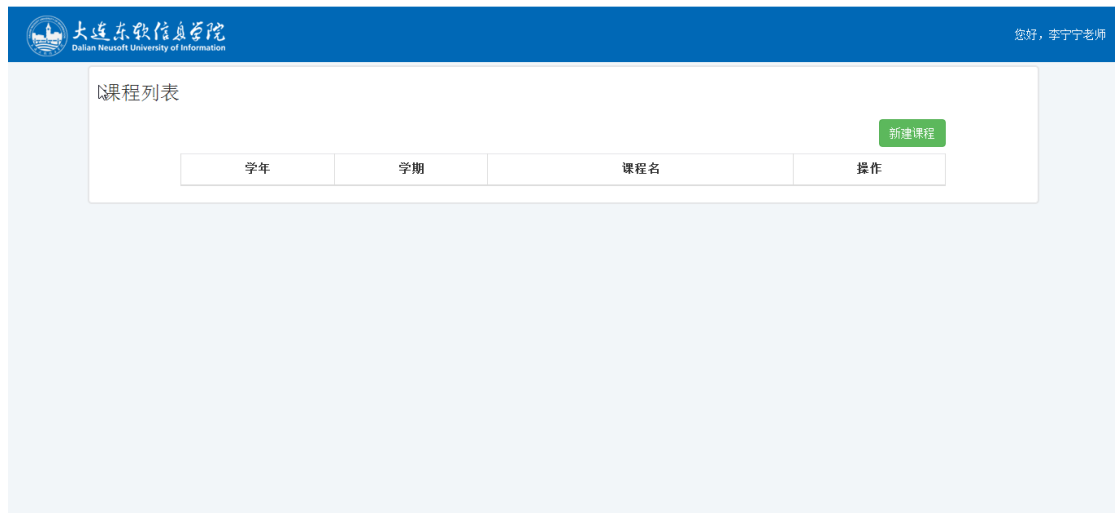 大连东软信息学院
Dalian Neusoft University of Information
您好，李宁宁老师
课程列表
新建课程
学年 学期 课程名 操作